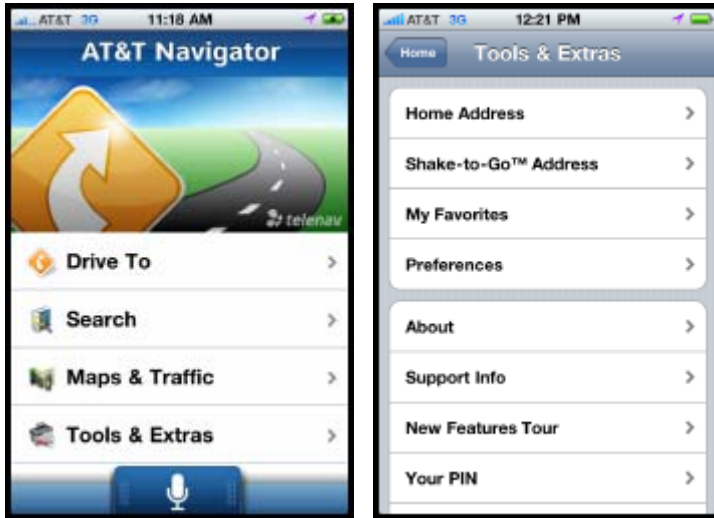 AT&T 3G 11:18 AM
AT&T Navigator
telenav
Drive To
Search
Maps & Traffic
Tools & Extras
AT&T 3G 12:21 PM
Home Tools & Extras
Home Address
Shake-to-Go™ Address
My Favorites
Preferences
About
Support Info
New Features Tour
Your PIN